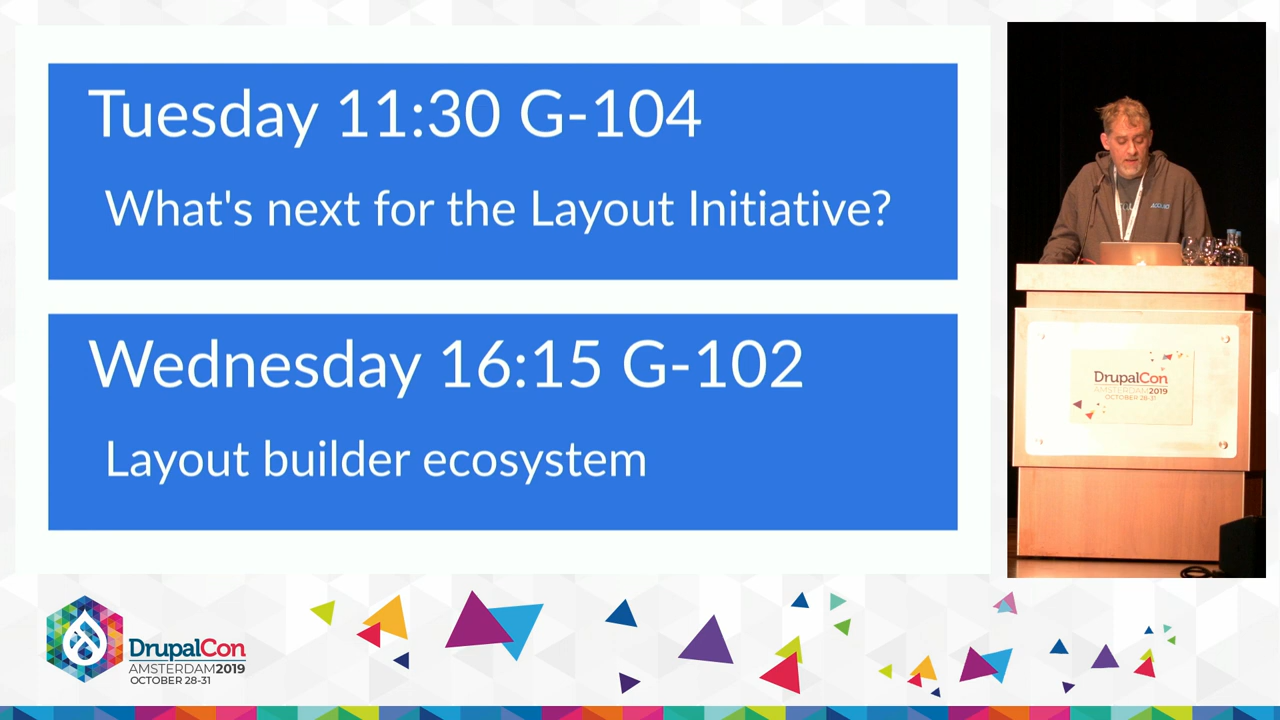 Tuesday 11:30 G-104
What's next for the Layout Initiative?
Wednesday 16:15 G-102
Layout builder ecosystem
DrupalCon
AMSTERDAM2019
OCTOBER 28-31
DrupalCon
AMSTERDAM2019
OCTOBER 28-31